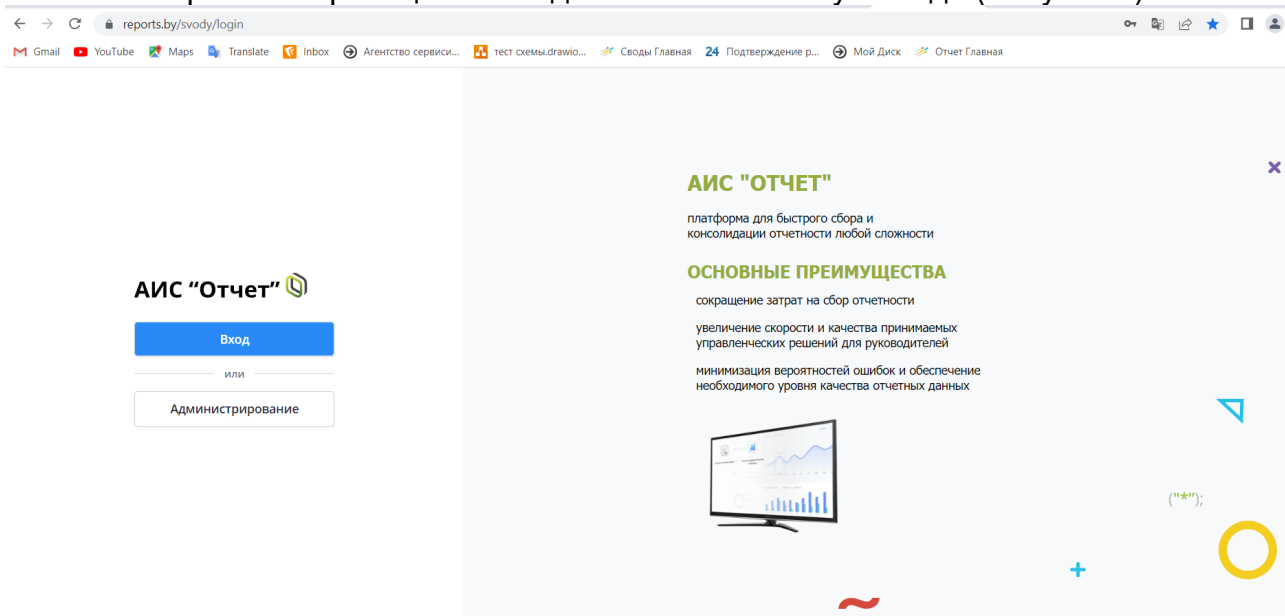 reports.by/svody/login
Gmail YouTube Maps Translate Inbox Агентство сервиси... тест схемы.drawio... Своды Главная 24 Подтверждение р... Мой Диск Отчет Главная
АИС “Отчет”
Вход
или
Администрирование
АИС "ОТЧЕТ"
платформа для быстрого сбора и
консолидации отчетности любой сложности
ОСНОВНЫЕ ПРЕИМУЩЕСТВА
сокращение затрат на сбор отчетности
увеличение скорости и качества принимаемых
управленческих решений для руководителей
минимизация вероятностей ошибок и обеспечение
необходимого уровня качества отчетных данных
("*");